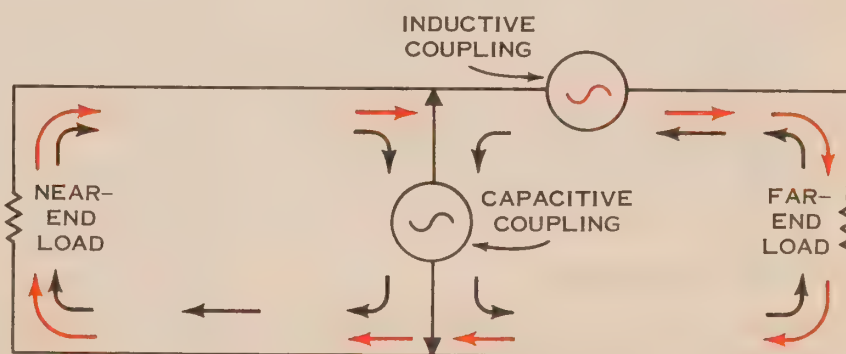 INDUCTIVE
COUPLING
NEAR-
END
LOAD
CAPACITIVE
COUPLING
FAR-
END
LOAD